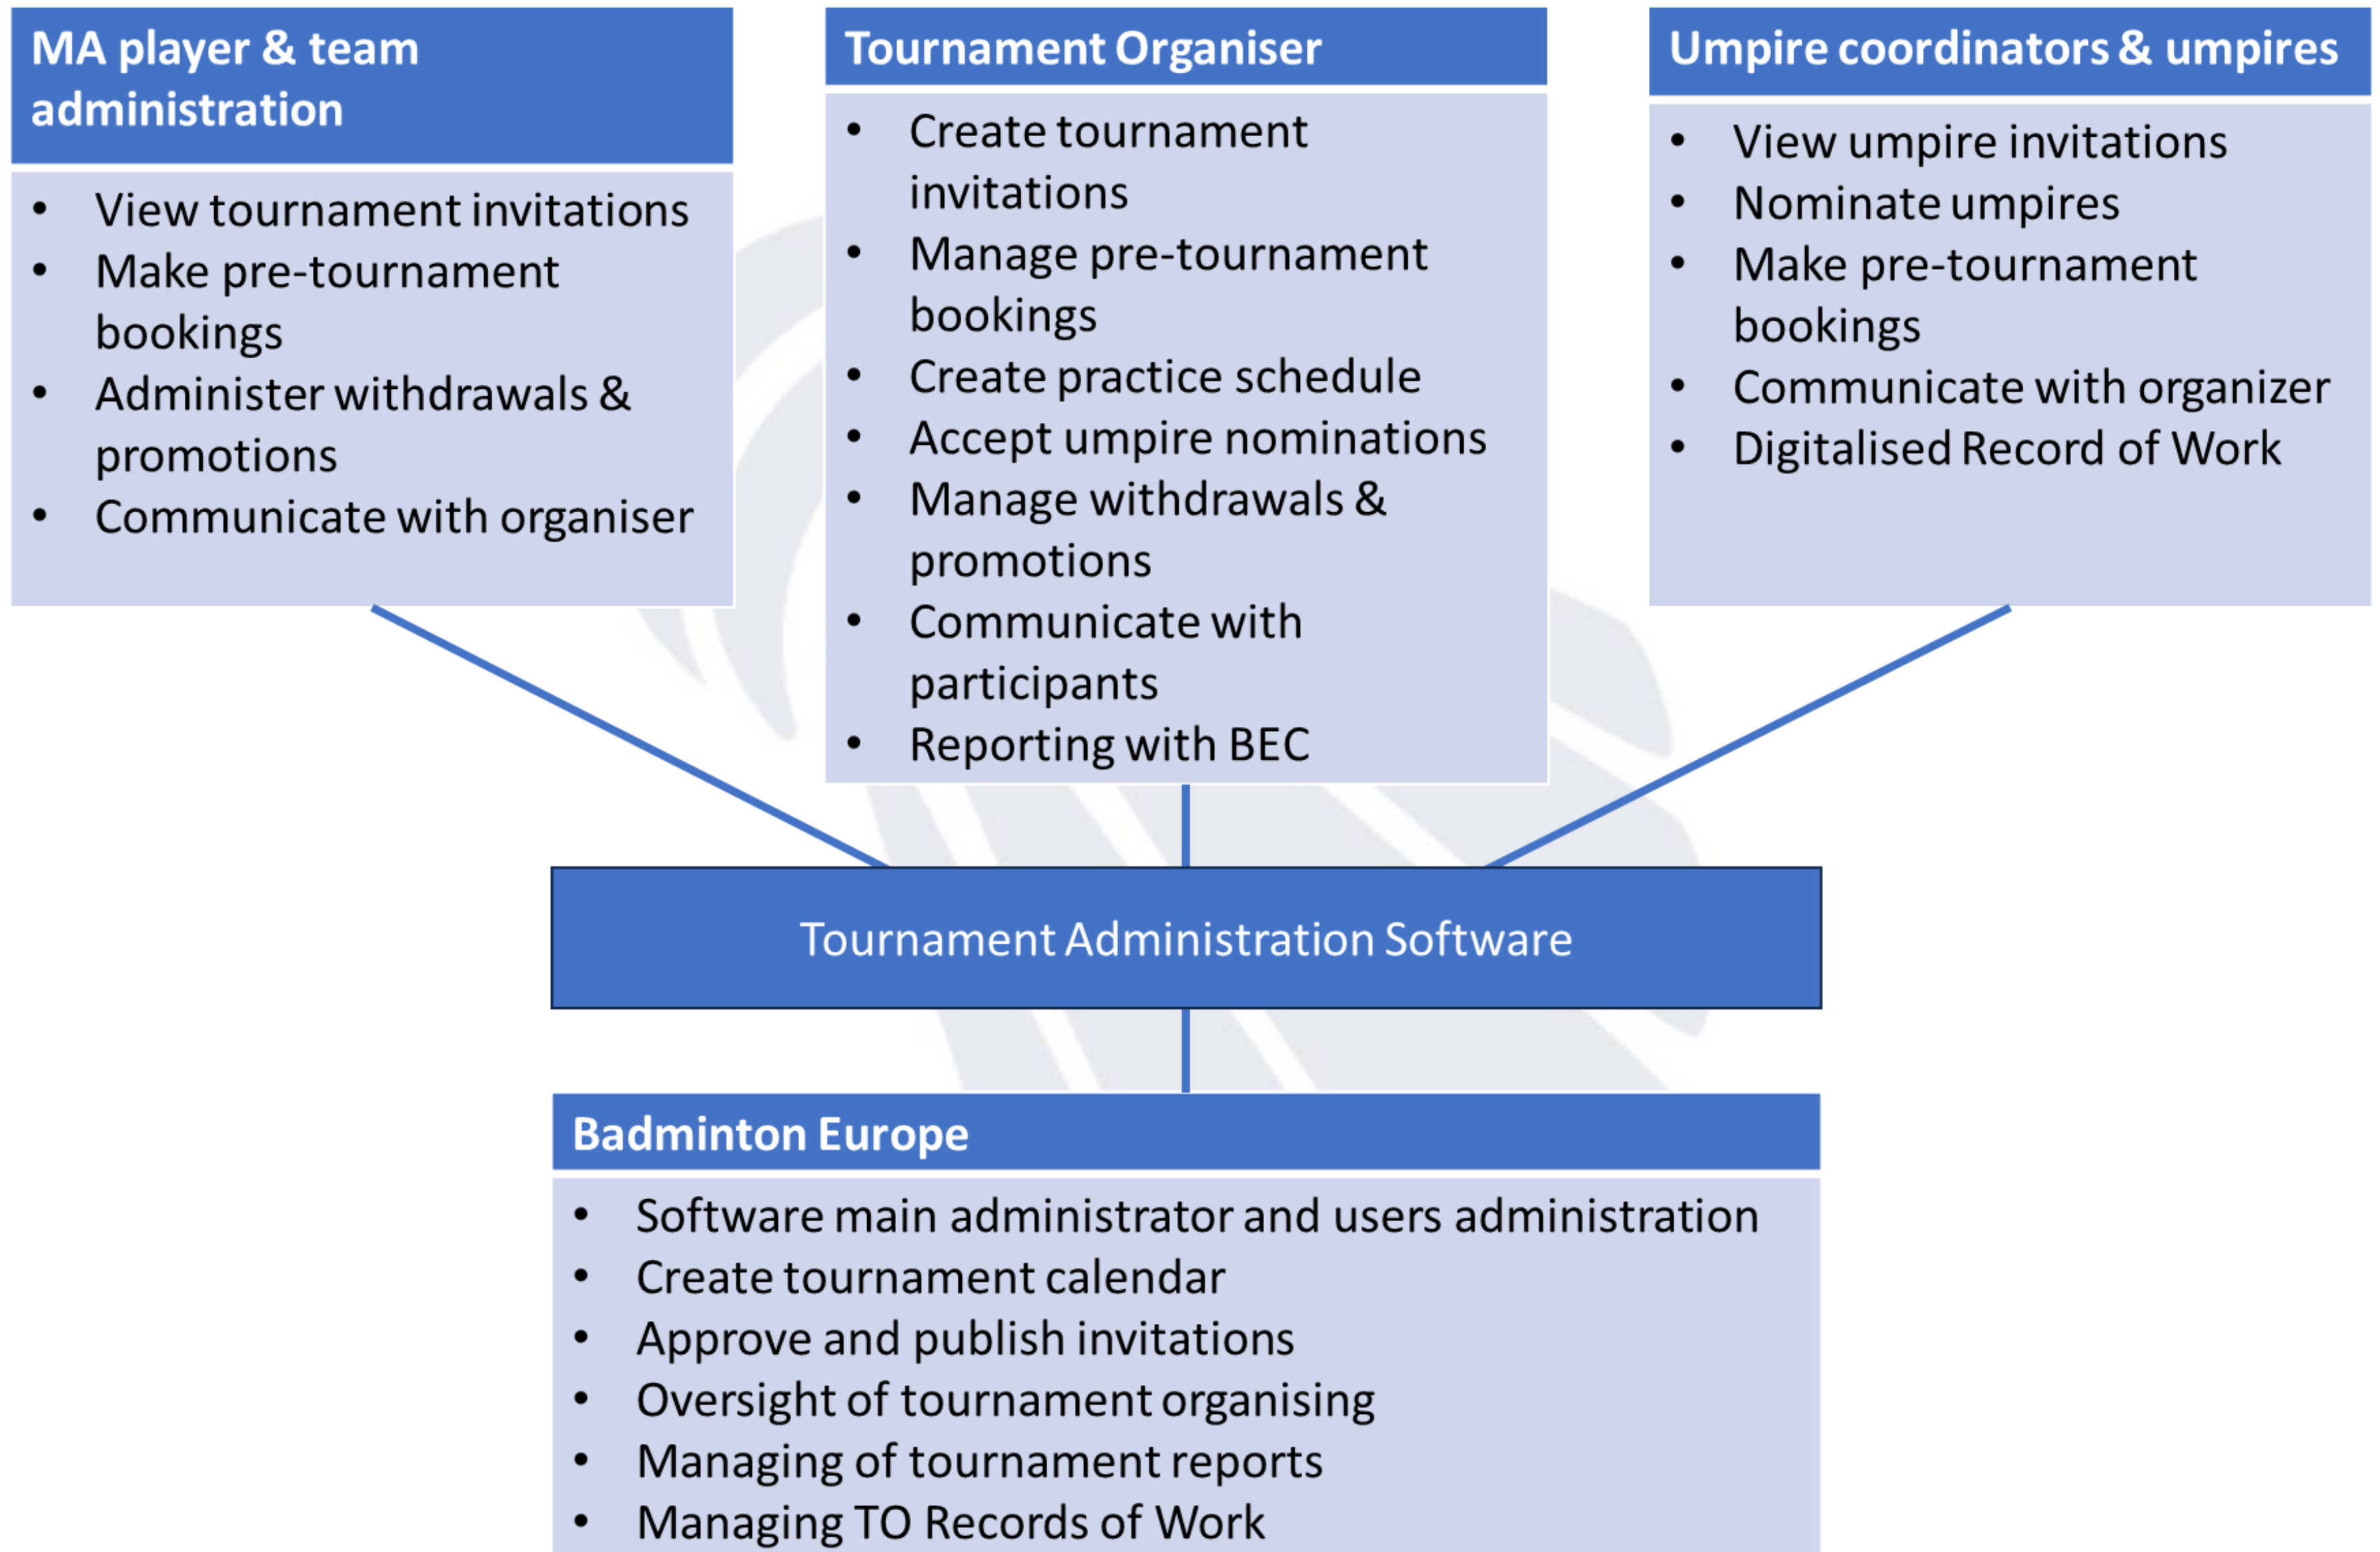 MA player & team
administration
• View tournament invitations
• Make pre-tournament
bookings
• Administer withdrawals &
promotions
• Communicate with organiser
Tournament Organiser
• Create tournament
invitations
• Manage pre-tournament
bookings
• Create practice schedule
• Accept umpire nominations
• Manage withdrawals &
promotions
• Communicate with
participants
• Reporting with BEC
Umpire coordinators & umpires
• View umpire invitations
• Nominate umpires
• Make pre-tournament
bookings
• Communicate with organizer
• Digitalised Record of Work
Tournament Administration Software
Badminton Europe
• Software main administrator and users administration
• Create tournament calendar
• Approve and publish invitations
• Oversight of tournament organising
• Managing of tournament reports
• Managing TO Records of Work